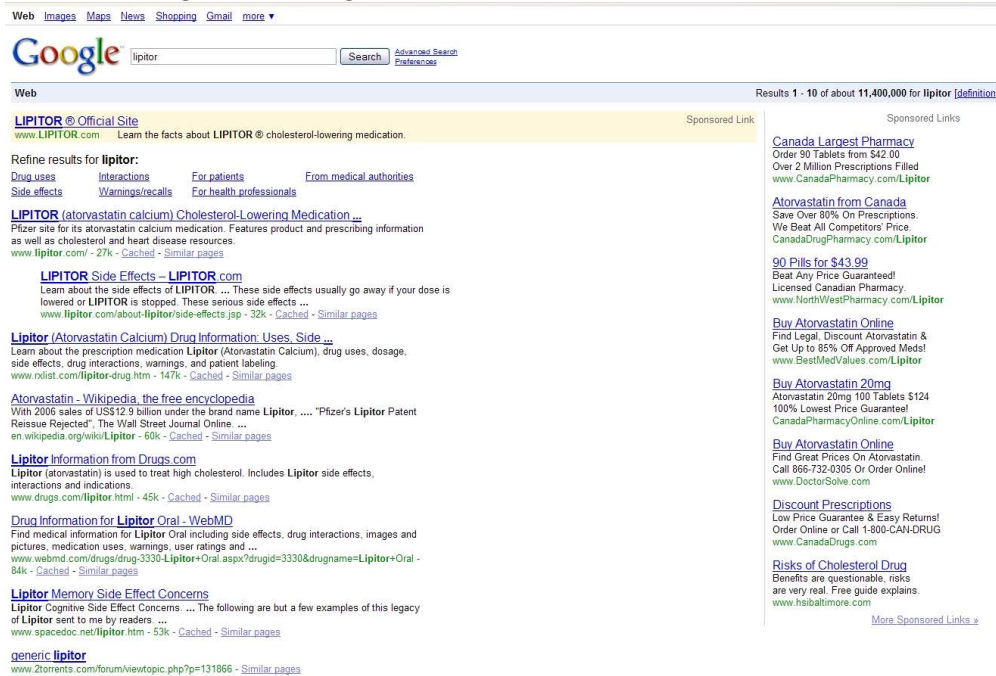 Web Images Maps News Shopping Gmail more ▼
Google lipitor Search Advanced Search
Preferences
Web Results 1 - 10 of about 11,400,000 for lipitor [definition
LIPITOR ® Official Site Sponsored Link
www.LIPITOR.com Learn the facts about LIPITOR ® cholesterol-lowering medication.
Refine results for lipitor:
Drug uses Interactions For patients From medical authorities
Side effects Warnings/recalls For health professionals
LIPITOR (atorvastatin calcium) Cholesterol-Lowering Medication ...
Pfizer site for its atorvastatin calcium medication. Features product and prescribing information
as well as cholesterol and heart disease resources.
www.lipitor.com/ - 27k - Cached - Similar pages
LIPITOR Side Effects – LIPITOR.com
Learn about the side effects of LIPITOR. ... These side effects usually go away if your dose is
lowered or LIPITOR is stopped. These serious side effects ...
www.lipitor.com/about-lipitor/side-effects.jsp - 32k - Cached - Similar pages
Lipitor (Atorvastatin Calcium) Drug Information: Uses, Side ...
Learn about the prescription medication Lipitor (Atorvastatin Calcium), drug uses, dosage,
side effects, drug interactions, warnings, and patient labeling.
www.rxlist.com/lipitor-drug.htm - 147k - Cached - Similar pages
Atorvastatin - Wikipedia, the free encyclopedia
With 2006 sales of US$12.9 billion under the brand name Lipitor, .... "Pfizer's Lipitor Patent
Reissue Rejected", The Wall Street Journal Online. ...
en.wikipedia.org/wiki/Lipitor - 60k - Cached - Similar pages
Lipitor Information from Drugs.com
Lipitor (atorvastatin) is used to treat high cholesterol. Includes Lipitor side effects,
interactions and indications.
www.drugs.com/lipitor.html - 45k - Cached - Similar pages
Drug Information for Lipitor Oral - WebMD
Find medical information for Lipitor Oral including side effects, drug interactions, images and
pictures, medication uses, warnings, user ratings and ...
www.webmd.com/drugs/drug-3330-Lipitor+Oral.aspx?drugid=3330&drugname=Lipitor+Oral -
84k - Cached - Similar pages
Lipitor Memory Side Effect Concerns
Lipitor Cognitive Side Effect Concerns. ... The following are but a few examples of this legacy
of Lipitor sent to me by readers. ...
www.spacedoc.net/lipitor.htm - 53k - Cached - Similar pages
generic lipitor
www.2torrents.com/forum/viewtopic.php?p=131866 - Similar pages
Sponsored Links
Canada Largest Pharmacy
Order 90 Tablets from $42.00
Over 2 Million Prescriptions Filled
www.CanadaPharmacy.com/Lipitor
Atorvastatin from Canada
Save Over 80% On Prescriptions.
We Beat All Competitors' Price.
CanadaDrugPharmacy.com/Lipitor
90 Pills for $43.99
Beat Any Price Guaranteed!
Licensed Canadian Pharmacy.
www.NorthWestPharmacy.com/Lipitor
Buy Atorvastatin Online
Find Legal, Discount Atorvastatin &
Get Up to 85% Off Approved Meds!
www.BestMedValues.com/Lipitor
Buy Atorvastatin 20mg
Atorvastatin 20mg 100 Tablets $124
100% Lowest Price Guarantee!
CanadaPharmacyOnline.com/Lipitor
Buy Atorvastatin Online
Find Great Prices On Atorvastatin.
Call 866-732-0305 Or Order Online!
www.DoctorSolve.com
Discount Prescriptions
Low Price Guarantee & Easy Returns!
Order Online or Call 1-800-CAN-DRUG
www.CanadaDrugs.com
Risks of Cholesterol Drug
Benefits are questionable, risks
are very real. Free guide explains.
www.hsibaltimore.com
More Sponsored Links »